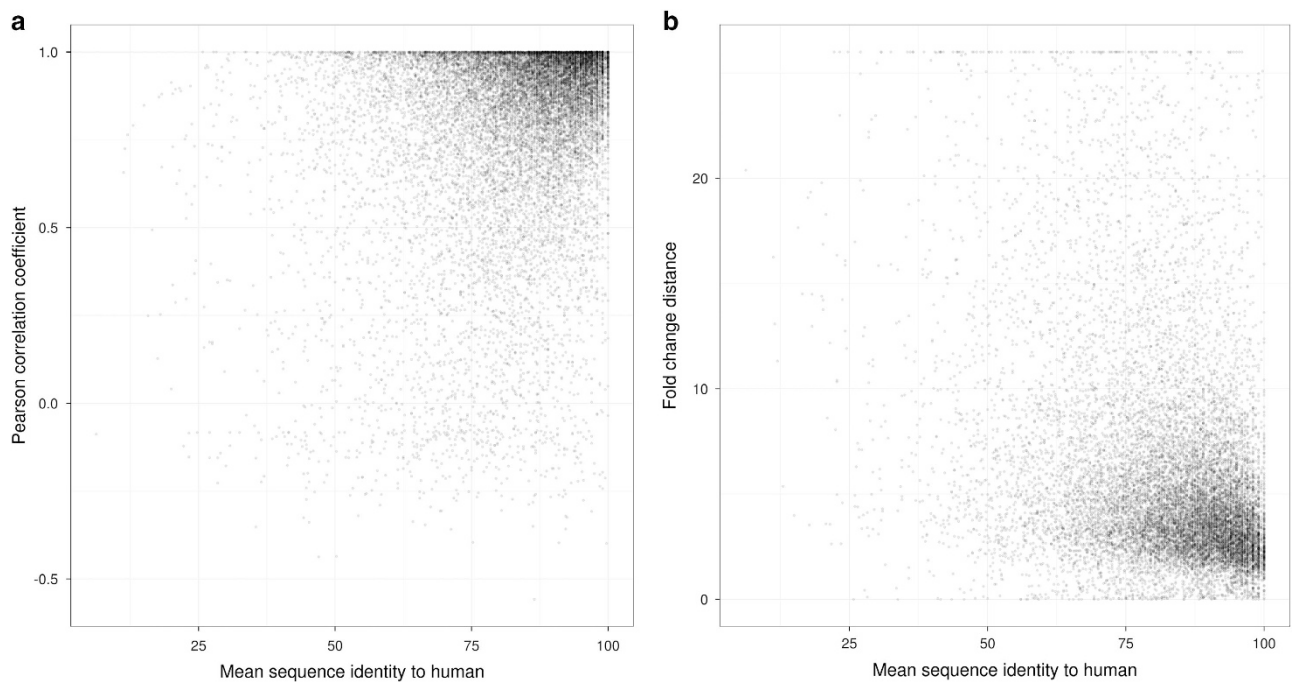 a
1.0
0.5
0.0
-0.5
Pearson correlation coefficient
25
50
75
100
Mean sequence identity to human
b
20
10
0
Fold change distance
25
50
75
100
Mean sequence identity to human